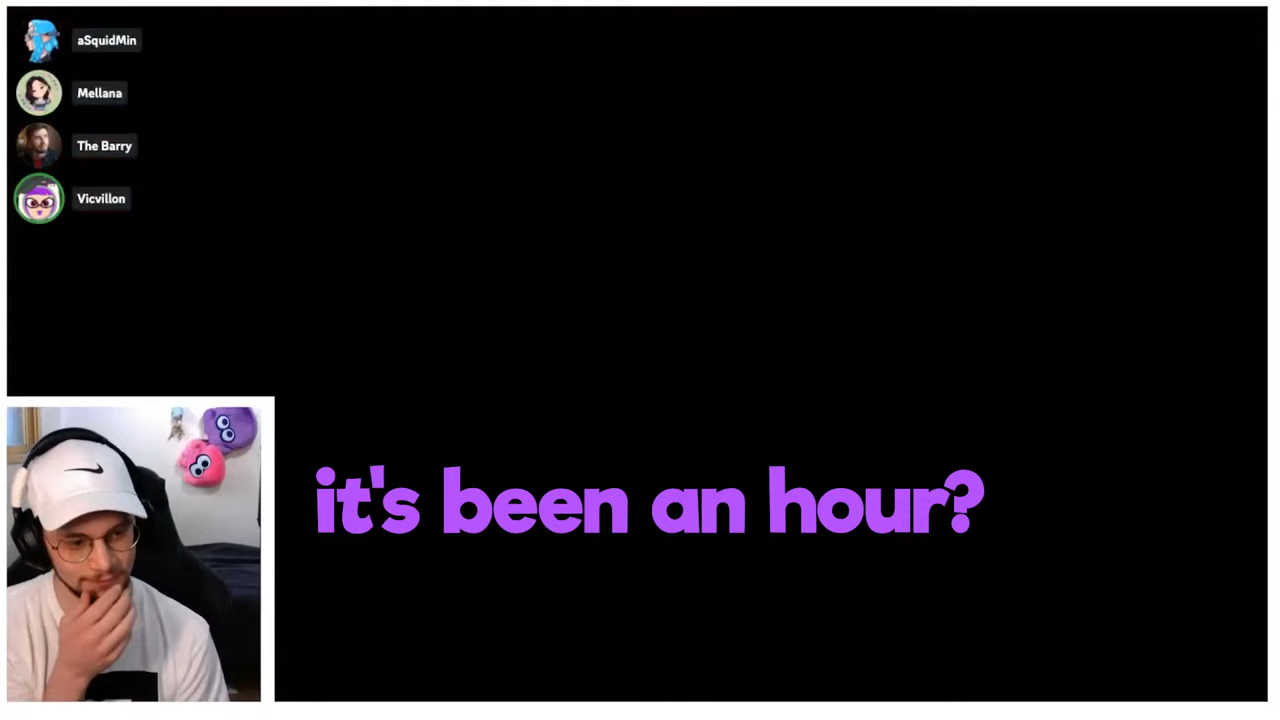 aSquidMin
Mellana
The Barry
Vicvillon
it's been an hour?